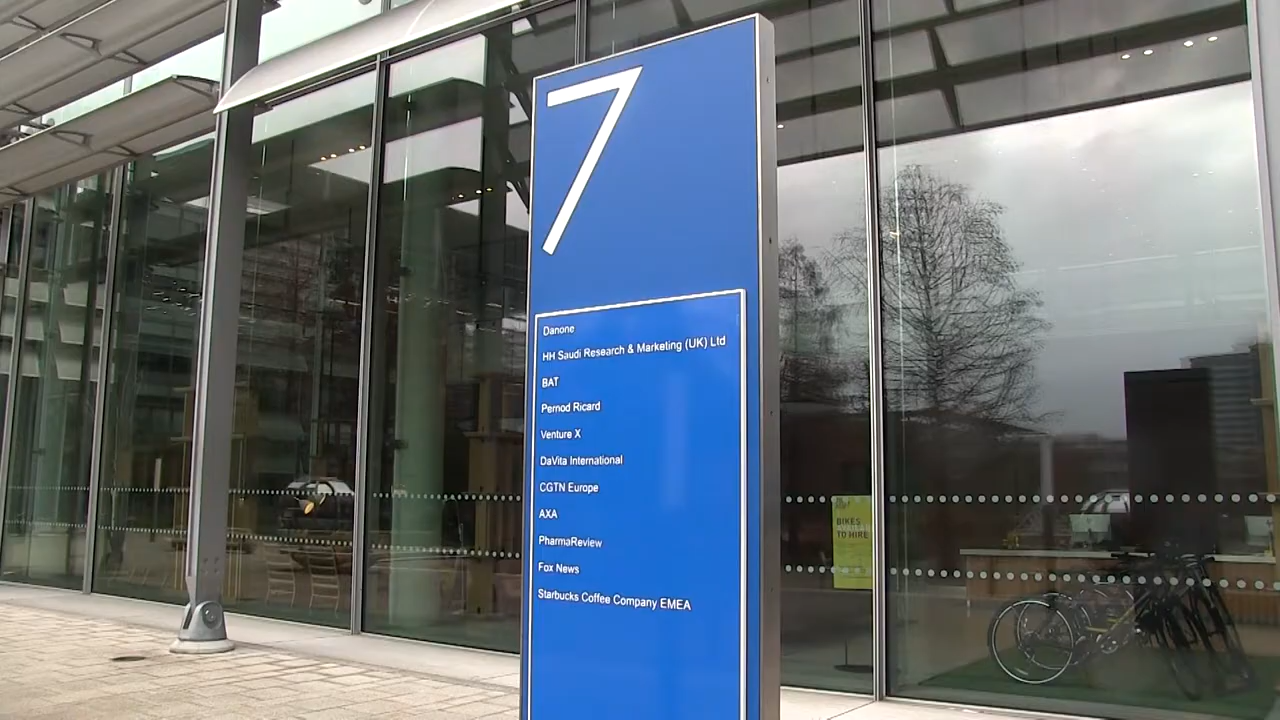 7
Danone
HH Saudi Research & Marketing (UK) Ltd
BAT
Pernod Ricard
Venture X
DaVita International
CGTN Europe
AXA
PharmaReview
Fox News
Starbucks Coffee Company EMEA
BIKES
AVAILABLE
TO HIRE